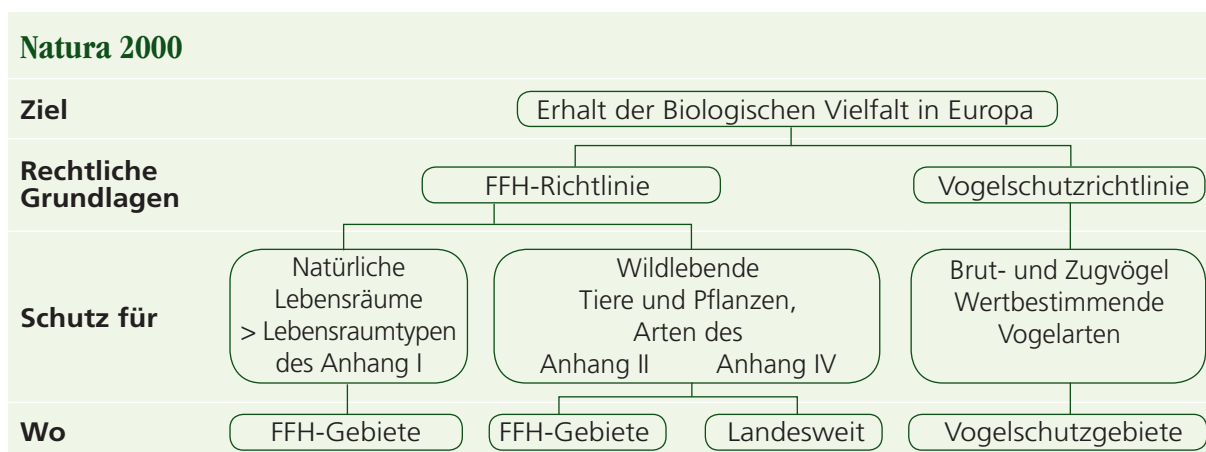 Natura 2000
Ziel
Erhalt der Biologischen Vielfalt in Europa
Rechtliche
Grundlagen
FFH-Richtlinie
Vogelschutzrichtlinie
Schutz für
Natürliche
Lebensräume
> Lebensraumtypen
des Anhang I
Wildlebende
Tiere und Pflanzen,
Arten des
Anhang II Anhang IV
Brut- und Zugvögel
Wertbestimmende
Vogelarten
Wo
FFH-Gebiete
FFH-Gebiete
Landesweit
Vogelschutzgebiete